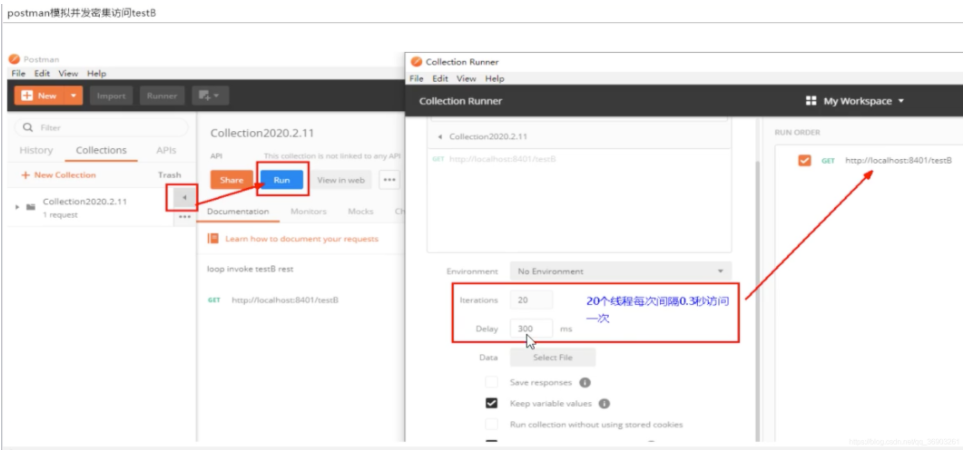 postman模拟并发密集访问testB
Postman
File Edit View Help
New Import Runner
Filter
History Collections APIs
+ New Collection Trash
Collection2020.2.11
1 request
Collection2020.2.11
API This collection is not linked to any API
Share Run View in web
Documentation Monitors Mocks Ch
Learn how to document your requests
loop invoke testB rest
GET http://localhost:8401/testB
Collection Runner
File Edit View Help
Collection Runner My Workspace
Collection2020.2.11
GET http://localhost:8401/testB
Environment No Environment
Iterations 20
20个线程每次间隔0.3秒访问
一次
Delay 300 ms
Data Select File
Save responses
Keep variable values
Run collection without using stored cookies
RUN ORDER
GET http://localhost:8401/testB